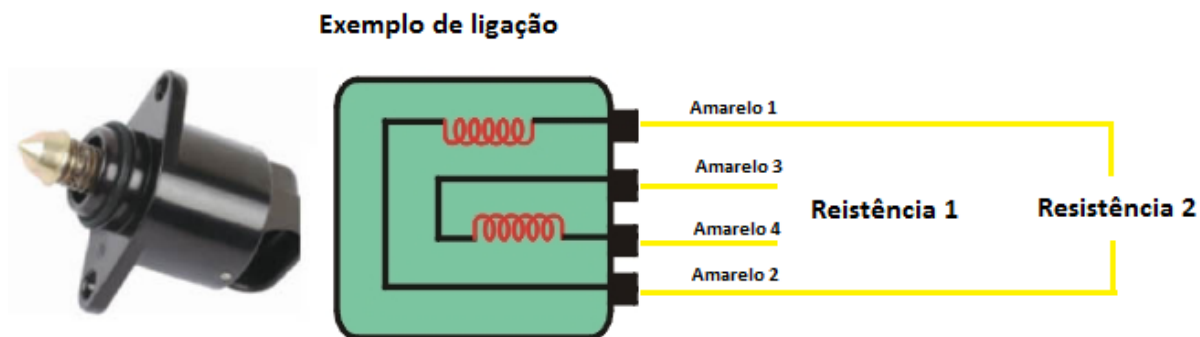 Exemplo de ligação
Amarelo 1
Amarelo 3
Reistência 1
Resistência 2
Amarelo 4
Amarelo 2